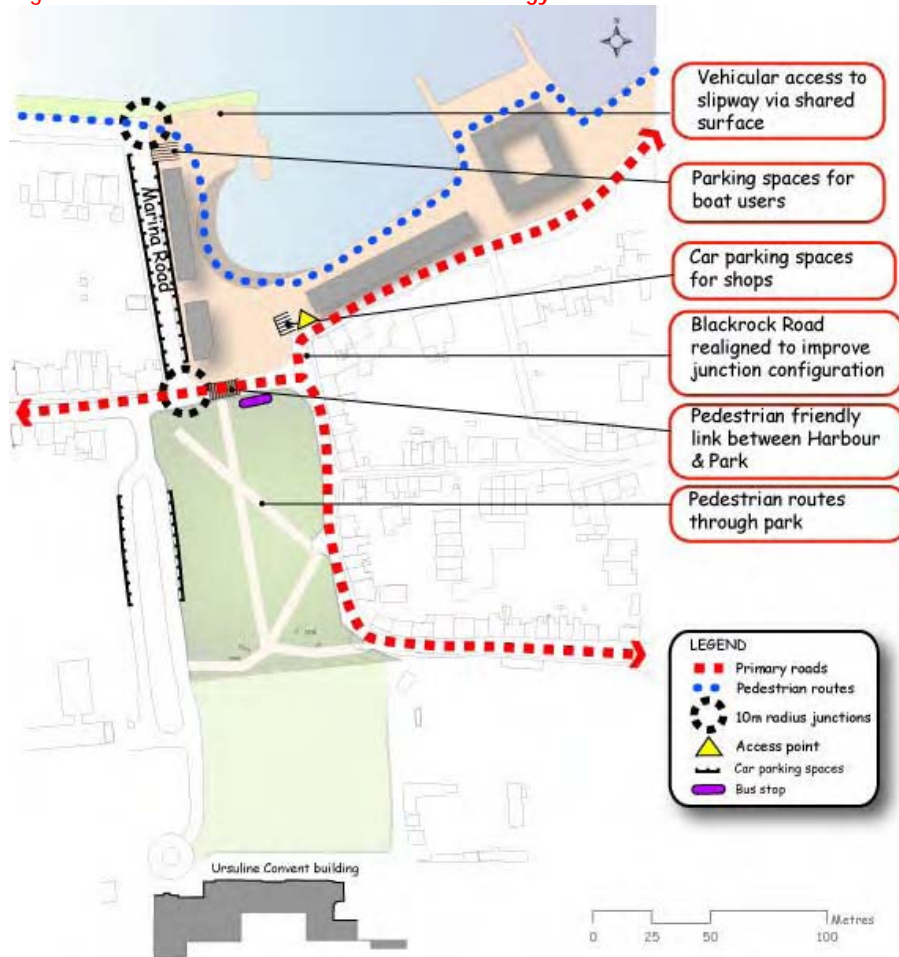 gy
N
Vehicular access to
slipway via shared
surface
Parking spaces for
boat users
Marina Road
Car parking spaces
for shops
Blackrock Road
realigned to improve
junction configuration
Pedestrian friendly
link between Harbour
& Park
Pedestrian routes
through park
LEGEND
Primary roads
Pedestrian routes
10m radius junctions
Access point
Car parking spaces
Bus stop
Ursuline Convent building
Metres
0 25 50 100